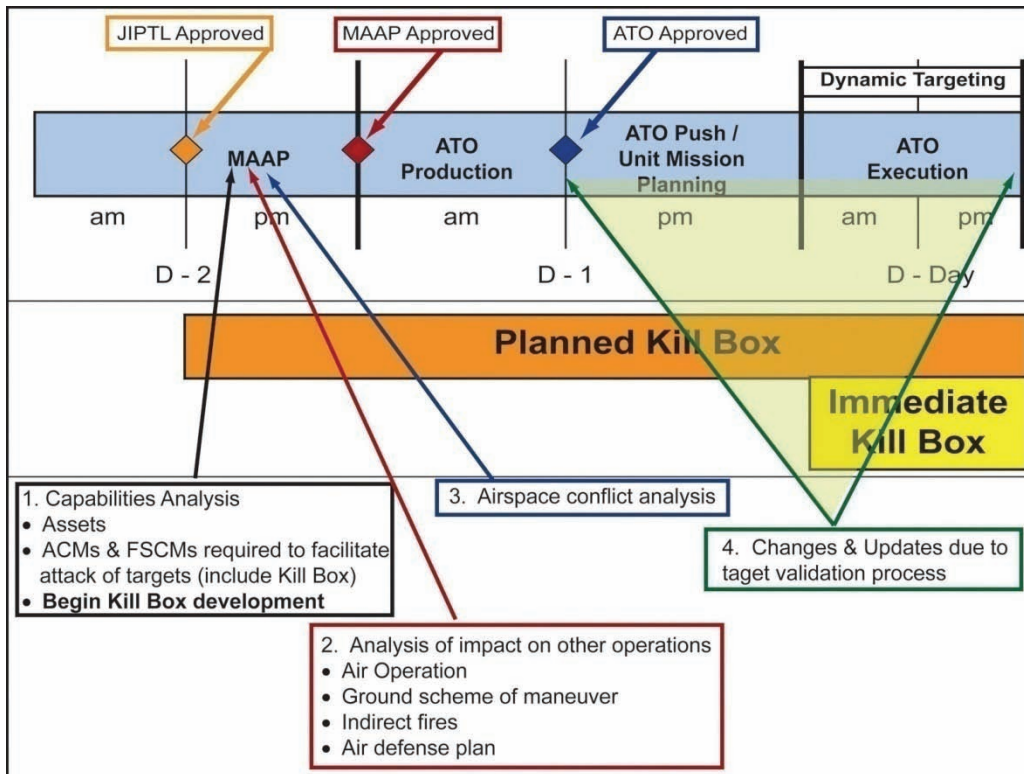 JIPTL Approved
MAAP Approved
ATO Approved
Dynamic Targeting
MAAP
ATO
Production
ATO Push /
Unit Mission
Planning
ATO
Execution
am
pm
am
pm
am
pm
D - 2
D - 1
D - Day
Planned Kill Box
Immediate
Kill Box
1. Capabilities Analysis
• Assets
• ACMs & FSCMs required to facilitate
attack of targets (include Kill Box)
• Begin Kill Box development
3. Airspace conflict analysis
4. Changes & Updates due to
taget validation process
2. Analysis of impact on other operations
• Air Operation
• Ground scheme of maneuver
• Indirect fires
• Air defense plan